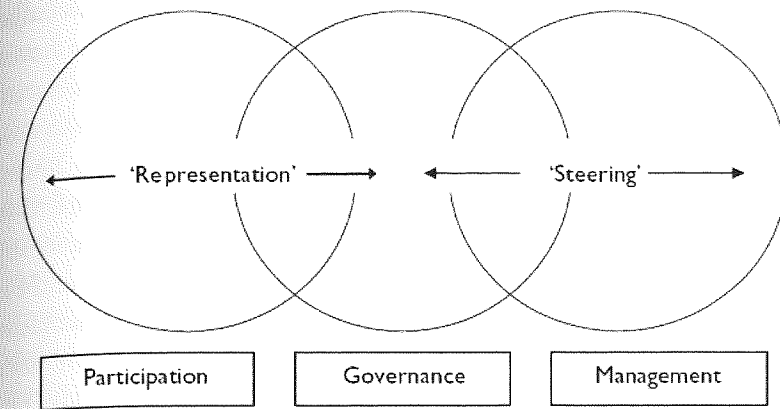 ‘Representation’
‘Steering’
Participation
Governance
Management